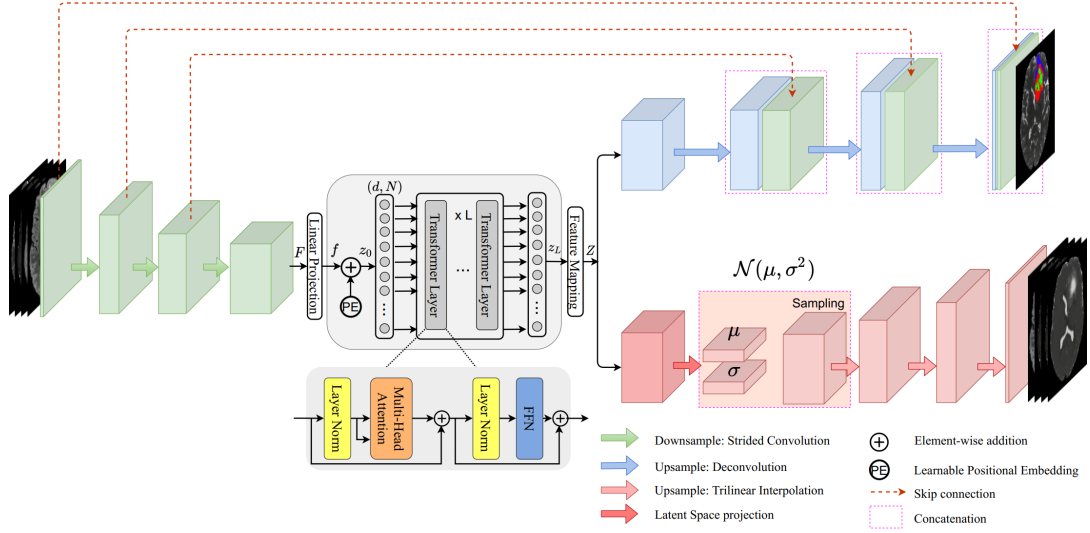 F
Linear Projection
f
PE
z₀
(d, N)
Transformer Layer
x L
...
Transformer Layer
z_L
Feature Mapping
Z
N(μ, σ²)
Sampling
μ
σ
Layer Norm
Multi-Head
Attention
Layer Norm
FFN
Downsample: Strided Convolution
Upsample: Deconvolution
Upsample: Trilinear Interpolation
Latent Space projection
Element-wise addition
PE
Learnable Positional Embedding
Skip connection
Concatenation